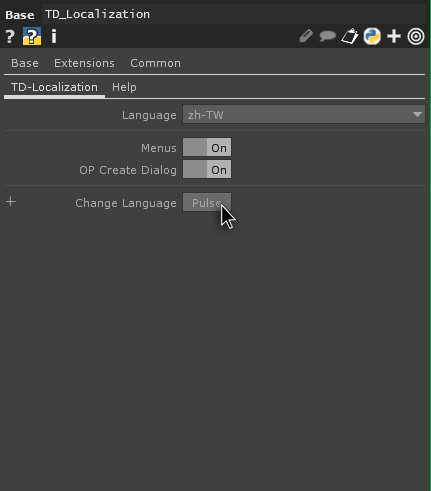 Base TD_Localization
? ? i
Base Extensions Common
TD-Localization Help
Language zh-TW
Menus On
OP Create Dialog On
+ Change Language Pulse